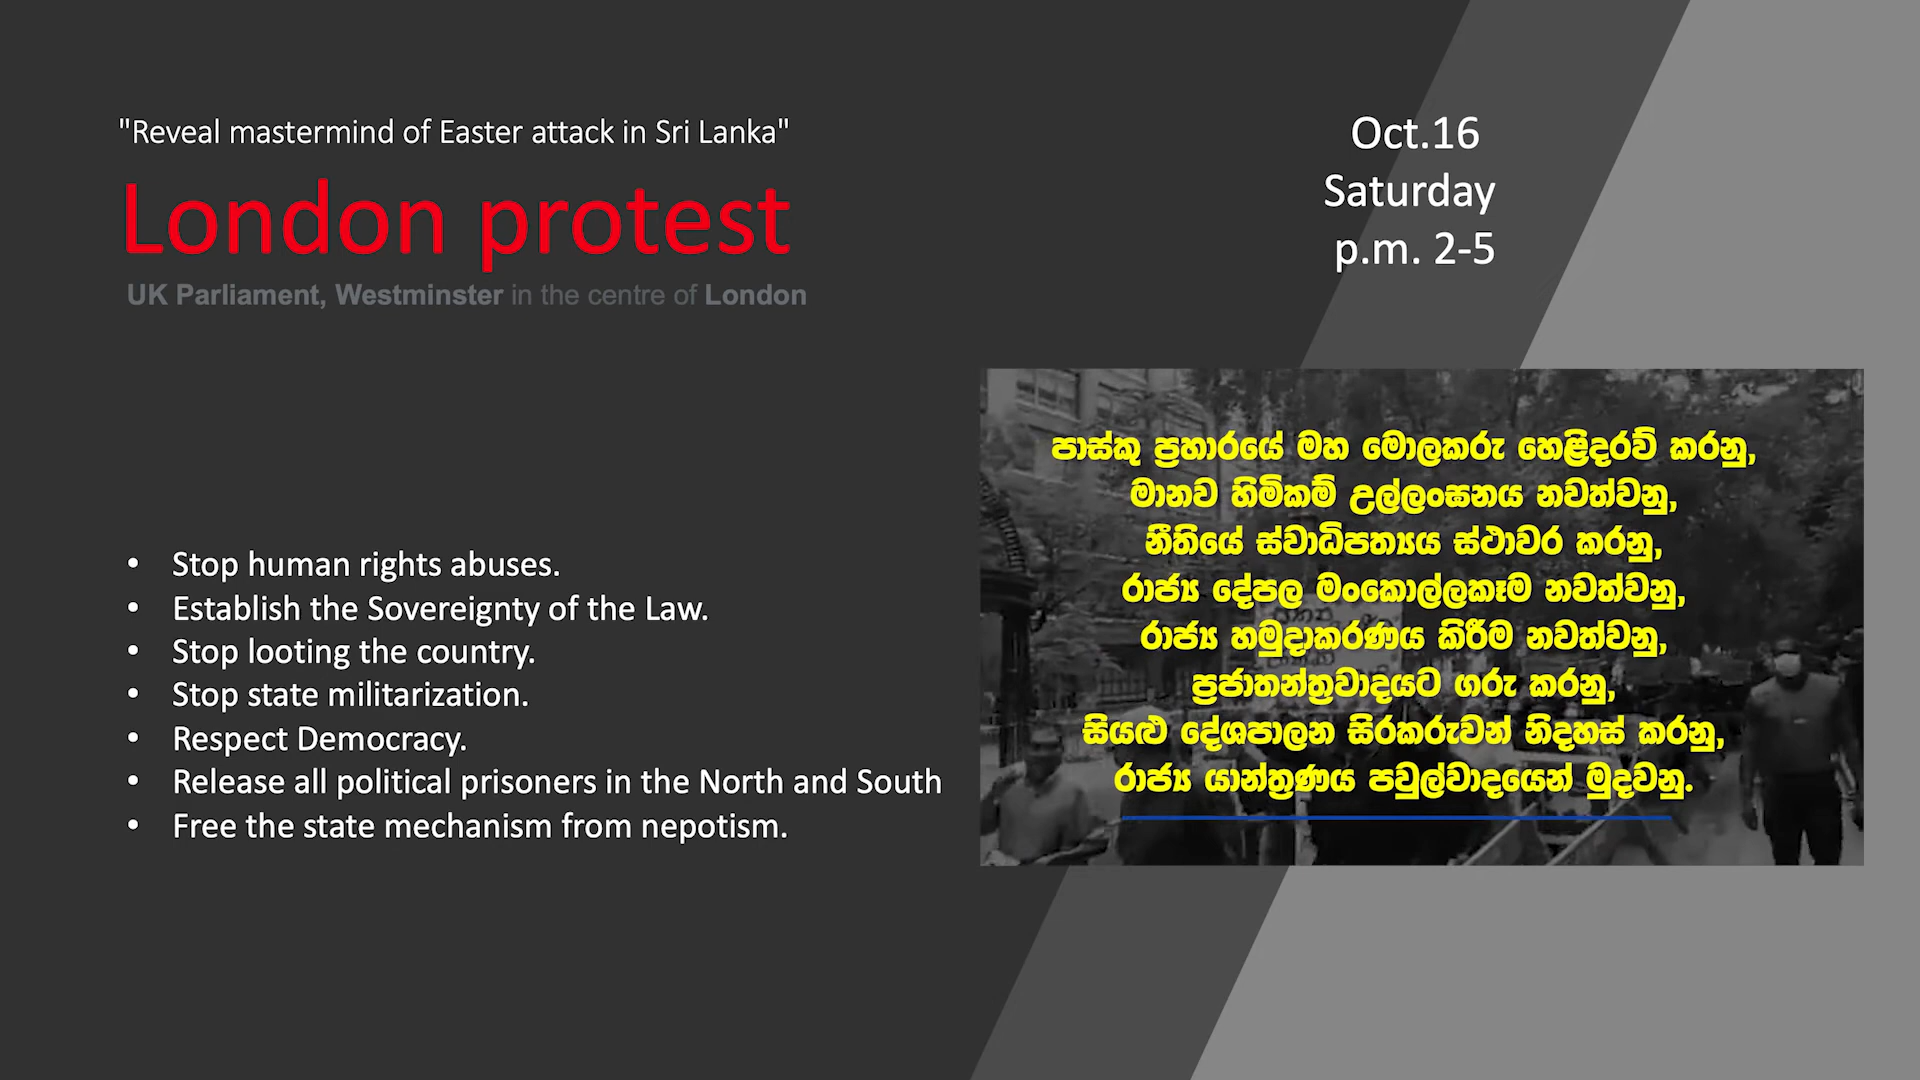 "Reveal mastermind of Easter attack in Sri Lanka"
London protest
UK Parliament, Westminster in the centre of London
Oct.16
Saturday
p.m. 2-5
• Stop human rights abuses.
• Establish the Sovereignty of the Law.
• Stop looting the country.
• Stop state militarization.
• Respect Democracy.
• Release all political prisoners in the North and South
• Free the state mechanism from nepotism.
පාස්කු ප්‍රහාරයේ මහ මොලකරු හෙළිදරව් කරනු,
මානව හිමිකම් උල්ලංඝනය නවත්වනු,
නීතියේ ස්වාධිපත්‍යය ස්ථාවර කරනු,
රාජ්‍ය දේපල මංකොල්ලකෑම නවත්වනු,
රාජ්‍ය හමුදාකරණය කිරීම නවත්වනු,
ප්‍රජාතන්ත්‍රවාදයට ගරු කරනු,
සියළු දේශපාලන සිරකරුවන් නිදහස් කරනු,
රාජ්‍ය යාන්ත්‍රණය පවුල්වාදයෙන් මුදවනු.